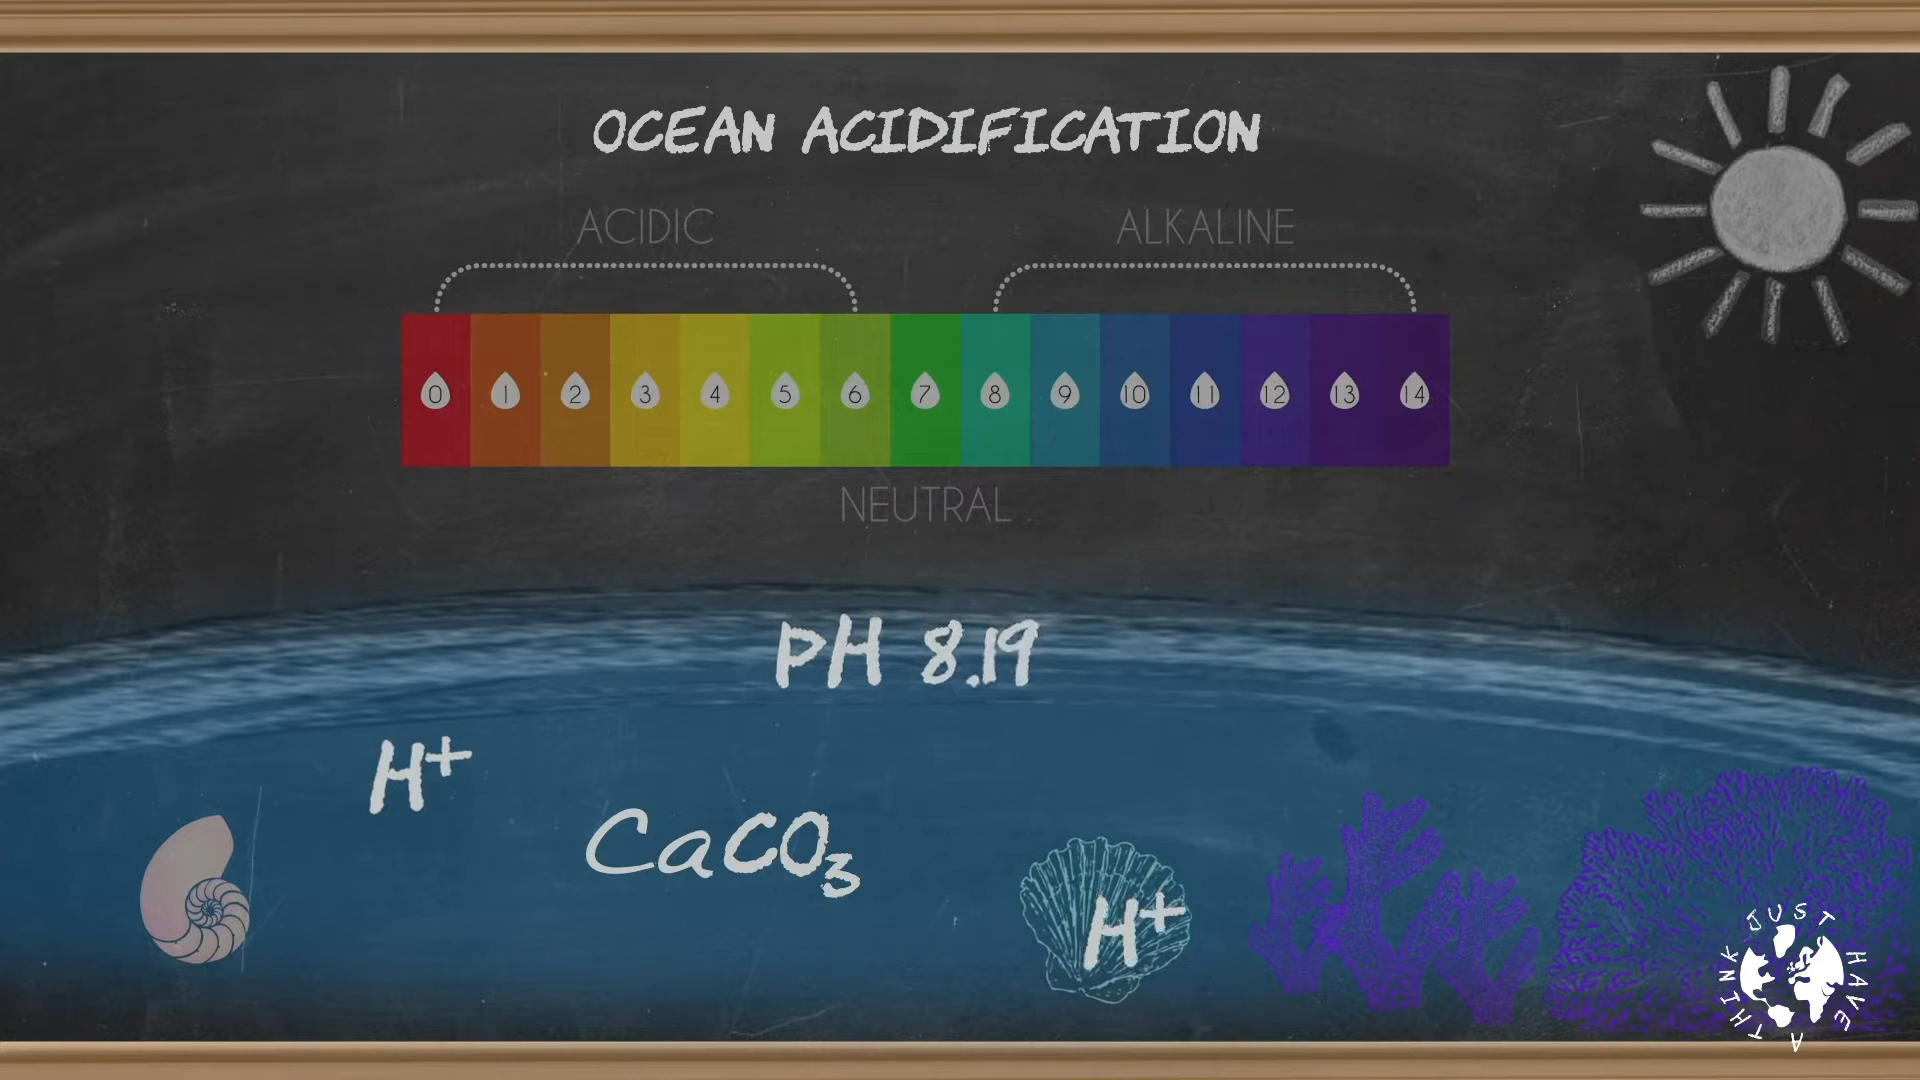 OCEAN ACIDIFICATION
ACIDIC ALKALINE
0 1 2 3 4 5 6 7 8 9 10 11 12 13 14
NEUTRAL
PH 8.19
H⁺
CaCO₃
H⁺
JUST HAVE A THINK